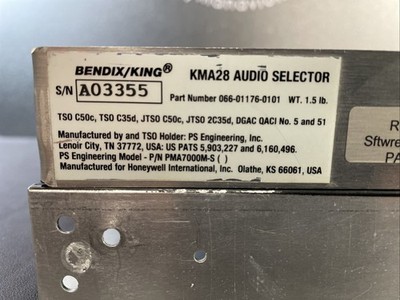 BENDIX/KING® KMA28 AUDIO SELECTOR
S/N A03355 Part Number 066-01176-0101 WT. 1.5 lb.
TSO C50c, TSO C35d, JTSO C50c, JTSO 2C35d, DGAC QACI No. 5 and 51
Manufactured by and TSO Holder: PS Engineering, Inc.
Lenoir City, TN 37772, USA: US PATS 5,903,227 and 6,160,496.
PS Engineering Model - P/N PMA7000M-S ( )
Manufactured for Honeywell International, Inc. Olathe, KS 66061, USA
R
Sftwre
PA